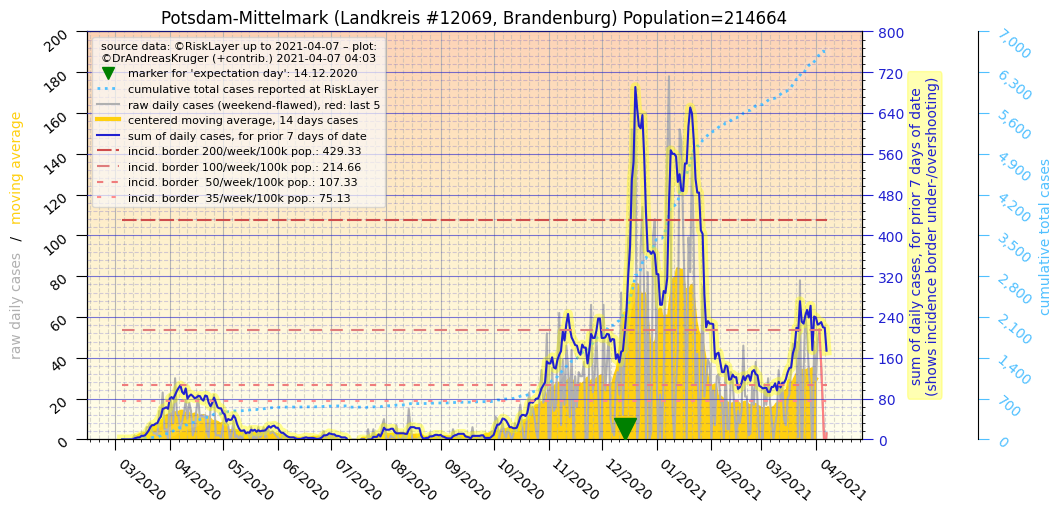 Potsdam-Mittelmark (Landkreis #12069, Brandenburg) Population=214664
source data: ©RiskLayer up to 2021-04-07 – plot:
©DrAndreasKruger (+contrib.) 2021-04-07 04:03
marker for 'expectation day': 14.12.2020
cumulative total cases reported at RiskLayer
raw daily cases (weekend-flawed), red: last 5
centered moving average, 14 days cases
sum of daily cases, for prior 7 days of date
incid. border 200/week/100k pop.: 429.33
incid. border 100/week/100k pop.: 214.66
incid. border  50/week/100k pop.: 107.33
incid. border  35/week/100k pop.: 75.13
raw daily cases / moving average
200
180
160
140
120
100
80
60
40
20
0
03/2020
04/2020
05/2020
06/2020
07/2020
08/2020
09/2020
10/2020
11/2020
12/2020
01/2021
02/2021
03/2021
04/2021
800
720
640
560
480
400
320
240
160
80
0
sum of daily cases, for prior 7 days of date
(shows incidence border under-/overshooting)
7,000
6,300
5,600
4,900
4,200
3,500
2,800
2,100
1,400
700
0
cumulative total cases